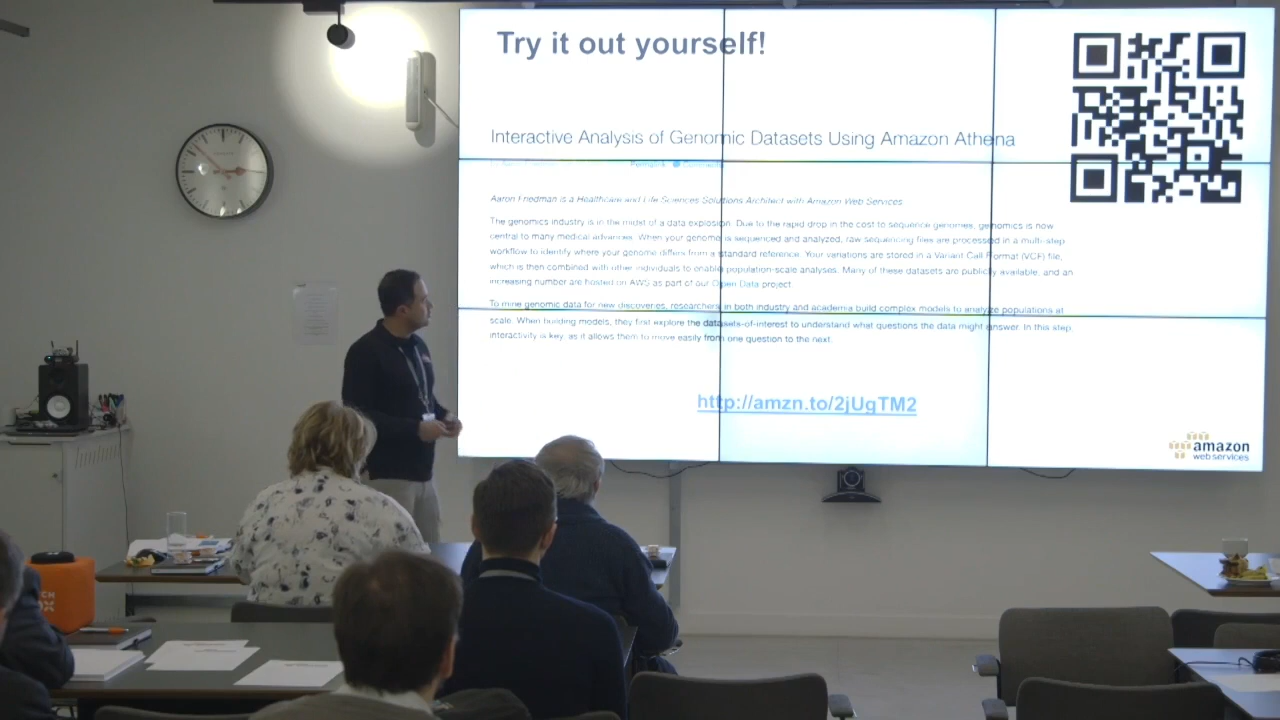 Try it out yourself!
Interactive Analysis of Genomic Datasets Using Amazon Athena
Permalink Comments
Aaron Friedman is a Healthcare and Life Sciences Solutions Architect with Amazon Web Services
The genomics industry is in the midst of a data explosion. Due to the rapid drop in the cost to sequence genomes, genomics is now
central to many medical advances. When your genome is sequenced and analyzed, raw sequencing files are processed in a multi-step
workflow to identify where your genome differs from a standard reference. Your variations are stored in a Variant Call Format (VCF) file,
which is then combined with other individuals to enable population-scale analyses. Many of these datasets are publicly available, and an
increasing number are hosted on AWS as part of our Open Data project.
To mine genomic data for new discoveries, researchers in both industry and academia build complex models to analyze populations at
scale. When building models, they first explore the datasets-of-interest to understand what questions the data might answer. In this step,
interactivity is key, as it allows them to move easily from one question to the next.
http://amzn.to/2jUgTM2
amazon
web services